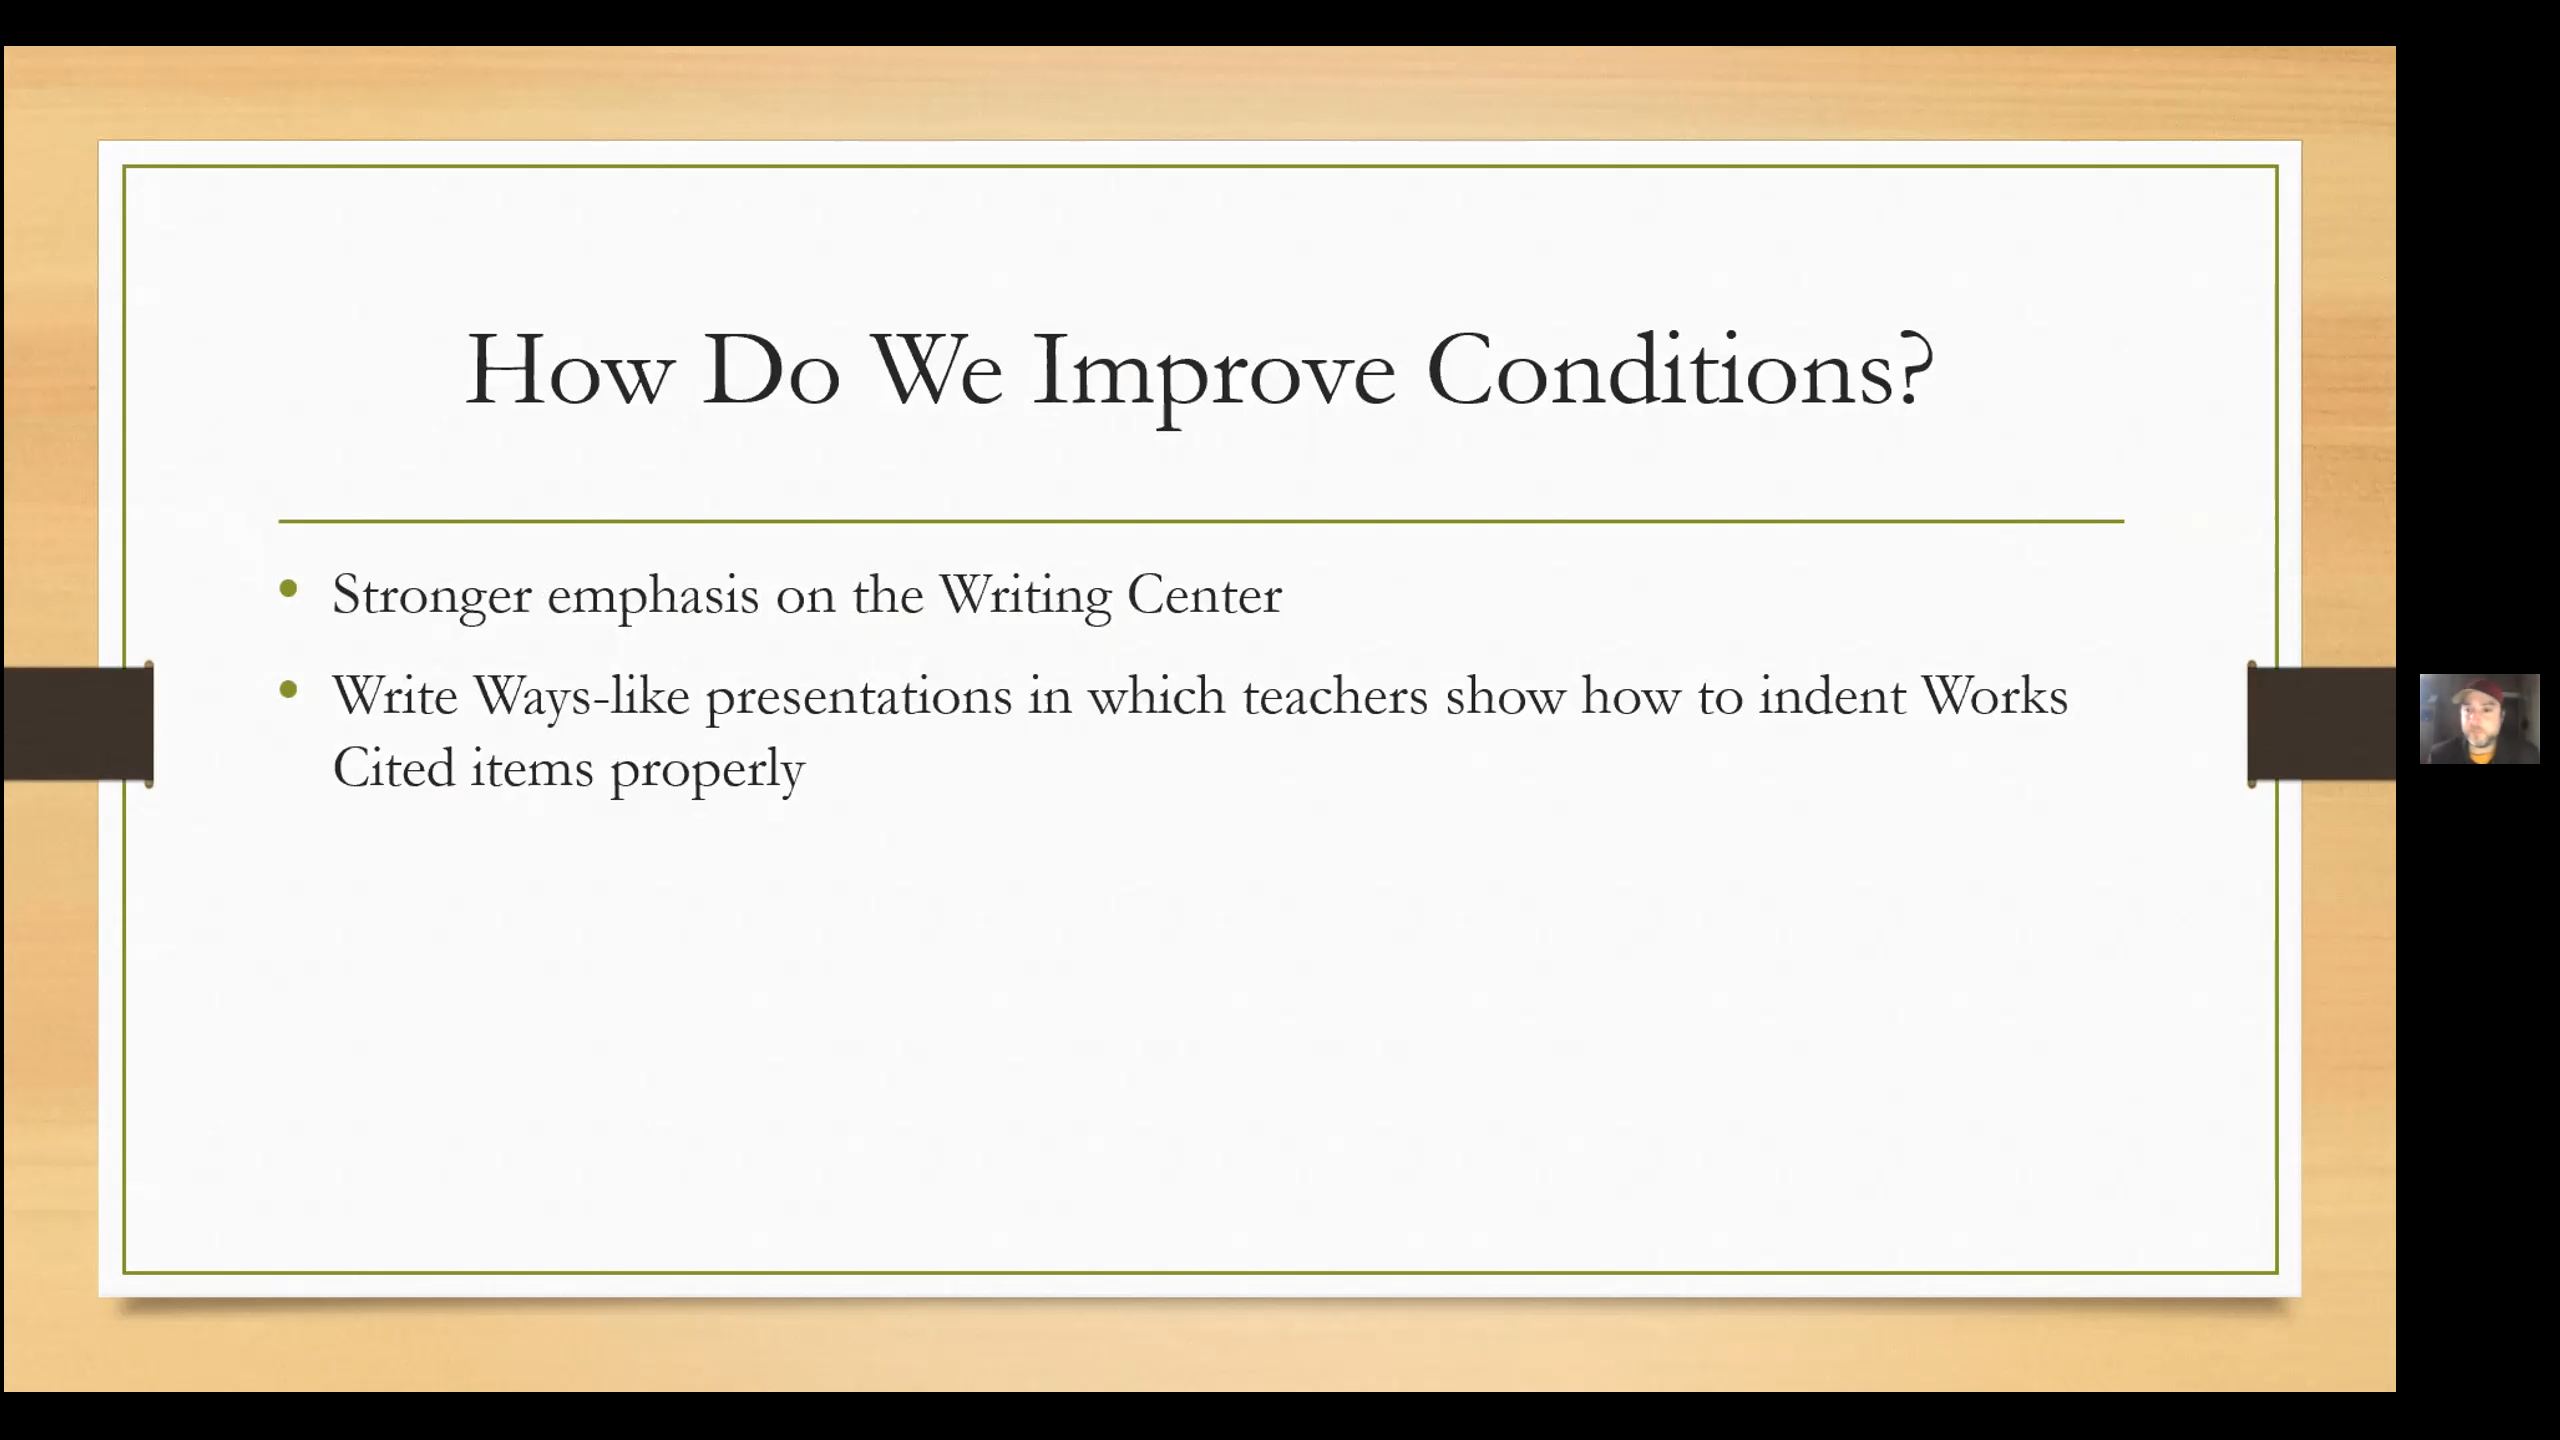 How Do We Improve Conditions?
• Stronger emphasis on the Writing Center
• Write Ways-like presentations in which teachers show how to indent Works
Cited items properly